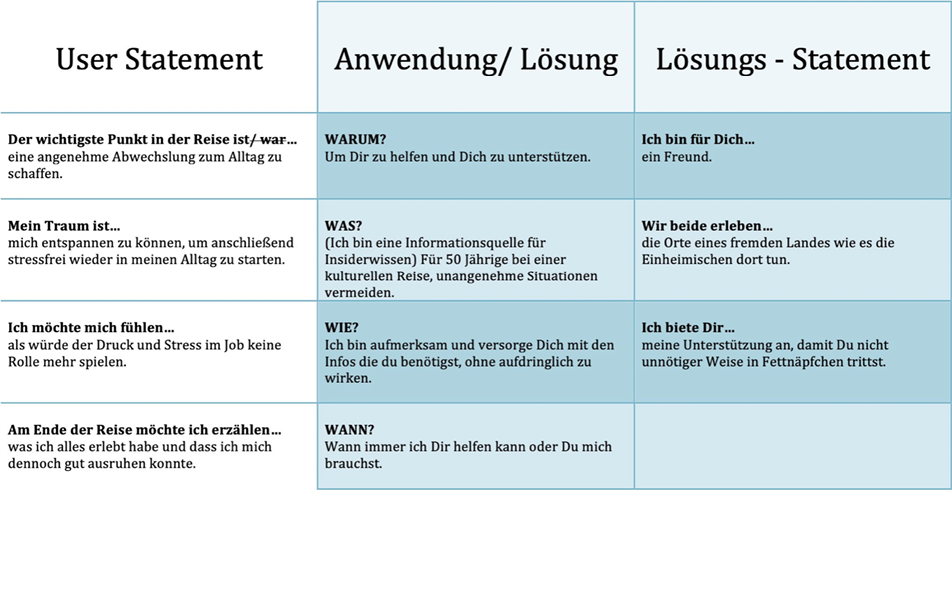 User Statement
Anwendung/ Lösung
Lösungs - Statement
Der wichtigste Punkt in der Reise ist/ war...
eine angenehme Abwechslung zum Alltag zu
schaffen.
WARUM?
Um Dir zu helfen und Dich zu unterstützen.
Ich bin für Dich...
ein Freund.
Mein Traum ist...
mich entspannen zu können, um anschließend
stressfrei wieder in meinen Alltag zu starten.
WAS?
(Ich bin eine Informationsquelle für
Insiderwissen) Für 50 Jährige bei einer
kulturellen Reise, unangenehme Situationen
vermeiden.
Wir beide erleben...
die Orte eines fremden Landes wie es die
Einheimischen dort tun.
Ich möchte mich fühlen...
als würde der Druck und Stress im Job keine
Rolle mehr spielen.
WIE?
Ich bin aufmerksam und versorge Dich mit den
Infos die du benötigst, ohne aufdringlich zu
wirken.
Ich biete Dir...
meine Unterstützung an, damit Du nicht
unnötiger Weise in Fettnäpfchen trittst.
Am Ende der Reise möchte ich erzählen...
was ich alles erlebt habe und dass ich mich
dennoch gut ausruhen konnte.
WANN?
Wann immer ich Dir helfen kann oder Du mich
brauchst.